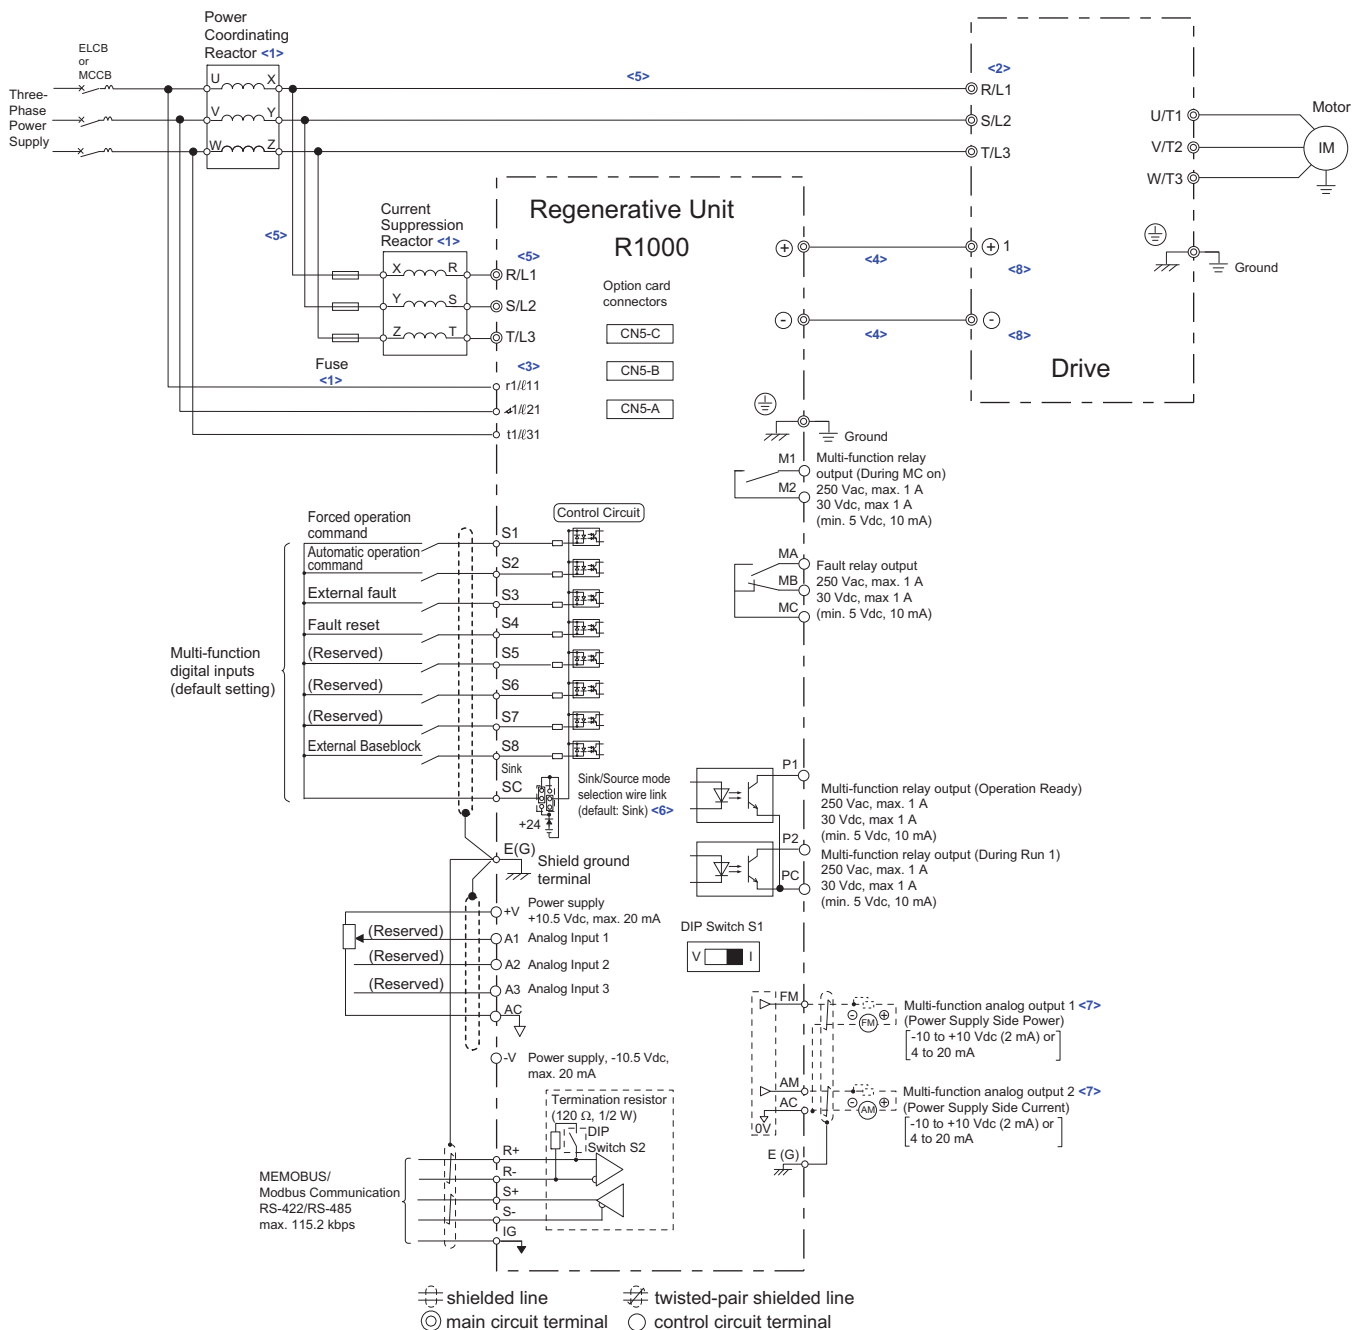 Power
Coordinating
Reactor <1>
ELCB
or
MCCB
Three-
Phase
Power
Supply
U X
V Y
W Z
<5>
<2>
R/L1
S/L2
T/L3
U/T1
V/T2
W/T3
Motor
IM
Ground
Drive
+ 1
<8>
-
<8>
<4>
<4>
+
-
Regenerative Unit
R1000
Current
Suppression
Reactor <1>
<5>
X R
Y S
Z T
<5>
R/L1
S/L2
T/L3
Fuse
<1>
<3>
r1/ℓ11
1/ℓ21
t1/ℓ31
Option card
connectors
CN5-C
CN5-B
CN5-A
Ground
M1
M2
Multi-function relay
output (During MC on)
250 Vac, max. 1 A
30 Vdc, max 1 A
(min. 5 Vdc, 10 mA)
MA
MB
MC
Fault relay output
250 Vac, max. 1 A
30 Vdc, max 1 A
(min. 5 Vdc, 10 mA)
Control Circuit
Multi-function
digital inputs
(default setting)
Forced operation
command
S1
Automatic operation
command
S2
External fault
S3
Fault reset
S4
(Reserved)
S5
(Reserved)
S6
(Reserved)
S7
External Baseblock
S8
Sink
SC
+24
Sink/Source mode
selection wire link
(default: Sink) <6>
E(G)
Shield ground
terminal
P1
Multi-function relay output (Operation Ready)
250 Vac, max. 1 A
30 Vdc, max 1 A
(min. 5 Vdc, 10 mA)
P2
PC
Multi-function relay output (During Run 1)
250 Vac, max. 1 A
30 Vdc, max 1 A
(min. 5 Vdc, 10 mA)
+V
Power supply
+10.5 Vdc, max. 20 mA
(Reserved)
A1 Analog Input 1
(Reserved)
A2 Analog Input 2
(Reserved)
A3 Analog Input 3
AC
-V Power supply, -10.5 Vdc,
max. 20 mA
DIP Switch S1
V I
FM
FM
Multi-function analog output 1 <7>
(Power Supply Side Power)
-10 to +10 Vdc (2 mA) or
4 to 20 mA
AM
AC
0V
AM
Multi-function analog output 2 <7>
(Power Supply Side Current)
-10 to +10 Vdc (2 mA) or
4 to 20 mA
E (G)
Termination resistor
(120 Ω, 1/2 W)
DIP
Switch S2
MEMOBUS/
Modbus Communication
RS-422/RS-485
max. 115.2 kbps
R+
R-
S+
S-
IG
shielded line
twisted-pair shielded line
main circuit terminal
control circuit terminal